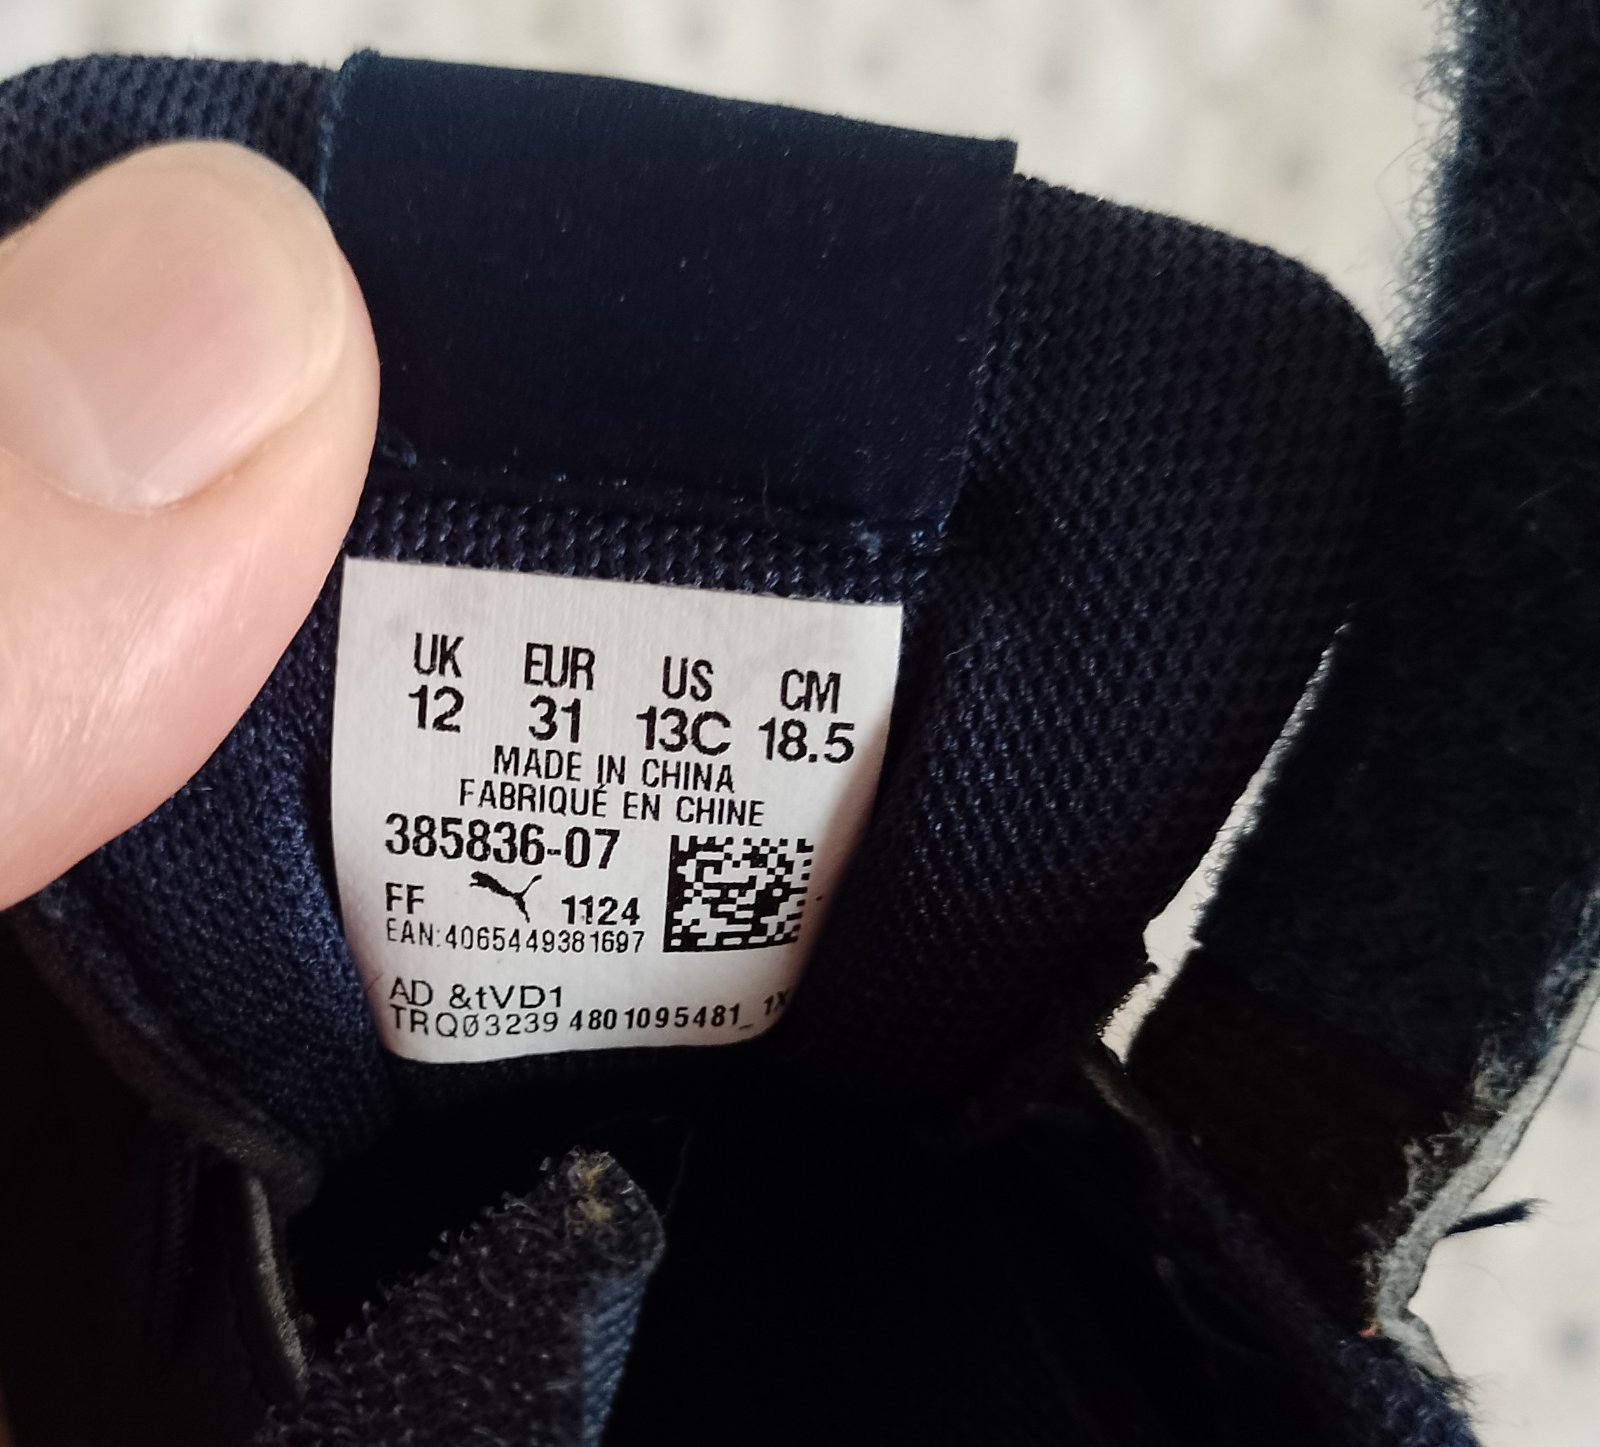 UK EUR US CM
12 31 13C 18.5
MADE IN CHINA
FABRIQUÉ EN CHINE
385836-07
FF 1124
EAN:4065449381697
AD &tVD1
TRQ03239 4801095481_ 1X